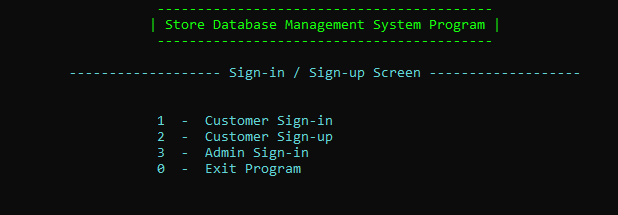 ------------------------------------------
| Store Database Management System Program |
------------------------------------------
------------------- Sign-in / Sign-up Screen -------------------
1  -  Customer Sign-in
2  -  Customer Sign-up
3  -  Admin Sign-in
0  -  Exit Program